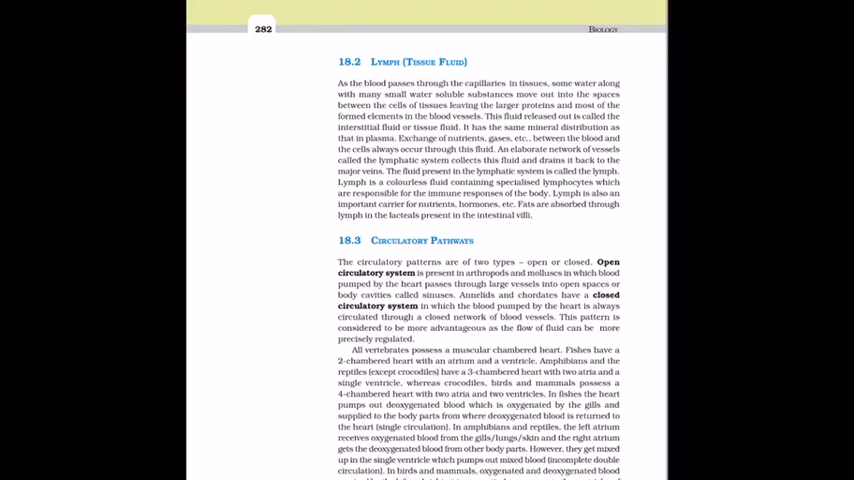 282
BIOLOGY
18.2 LYMPH (TISSUE FLUID)
As the blood passes through the capillaries in tissues, some water along
with many small water soluble substances move out into the spaces
between the cells of tissues leaving the larger proteins and most of the
formed elements in the blood vessels. This fluid released out is called the
interstitial fluid or tissue fluid. It has the same mineral distribution as
that in plasma. Exchange of nutrients, gases, etc., between the blood and
the cells always occur through this fluid. An elaborate network of vessels
called the lymphatic system collects this fluid and drains it back to the
major veins. The fluid present in the lymphatic system is called the lymph.
Lymph is a colourless fluid containing specialised lymphocytes which
are responsible for the immune responses of the body. Lymph is also an
important carrier for nutrients, hormones, etc. Fats are absorbed through
lymph in the lacteals present in the intestinal villi.
18.3 CIRCULATORY PATHWAYS
The circulatory patterns are of two types – open or closed. Open
circulatory system is present in arthropods and molluscs in which blood
pumped by the heart passes through large vessels into open spaces or
body cavities called sinuses. Annelids and chordates have a closed
circulatory system in which the blood pumped by the heart is always
circulated through a closed network of blood vessels. This pattern is
considered to be more advantageous as the flow of fluid can be more
precisely regulated.
All vertebrates possess a muscular chambered heart. Fishes have a
2-chambered heart with an atrium and a ventricle. Amphibians and the
reptiles (except crocodiles) have a 3-chambered heart with two atria and a
single ventricle, whereas crocodiles, birds and mammals possess a
4-chambered heart with two atria and two ventricles. In fishes the heart
pumps out deoxygenated blood which is oxygenated by the gills and
supplied to the body parts from where deoxygenated blood is returned to
the heart (single circulation). In amphibians and reptiles, the left atrium
receives oxygenated blood from the gills/lungs/skin and the right atrium
gets the deoxygenated blood from other body parts. However, they get mixed
up in the single ventricle which pumps out mixed blood (incomplete double
circulation). In birds and mammals, oxygenated and deoxygenated blood